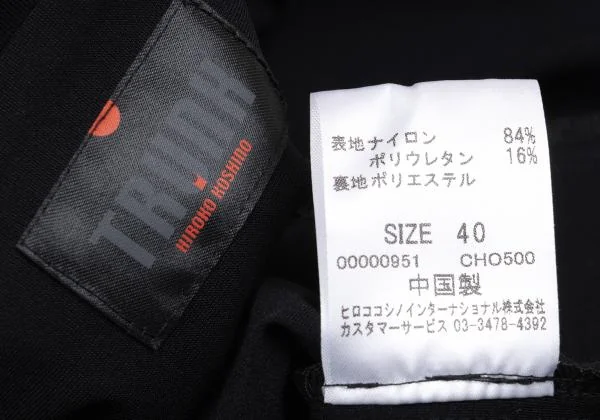 TRUNK
HIROKO KOSHINO
表地ナイロン 84%
ポリウレタン 16%
裏地ポリエステル
SIZE 40
00000951 CHO500
中国製
ヒロココシノインターナショナル株式会社
カスタマーサービス 03-3478-4392